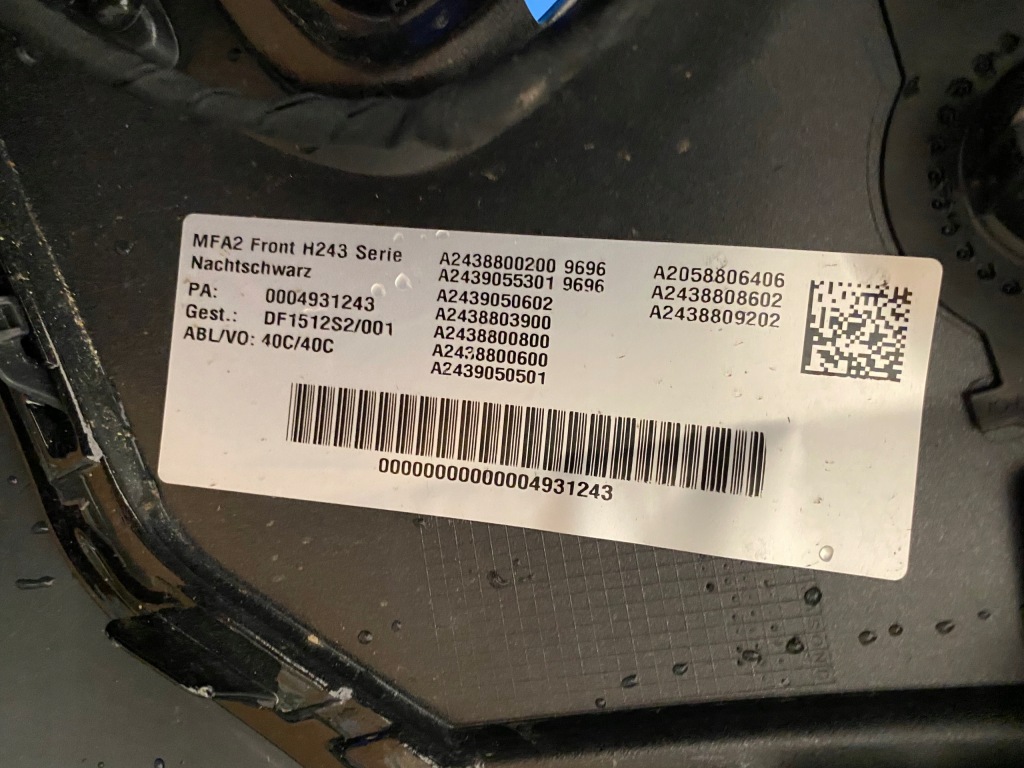 MFA2 Front H243 Serie
Nachtschwarz
PA: 0004931243
Gest.: DF1512S2/001
ABL/VO: 40C/40C
A2438800200 9696
A2439055301 9696
A2439050602
A2438803900
A2438800800
A2438800600
A2439050501
A2058806406
A2438808602
A2438809202
00000000000004931243